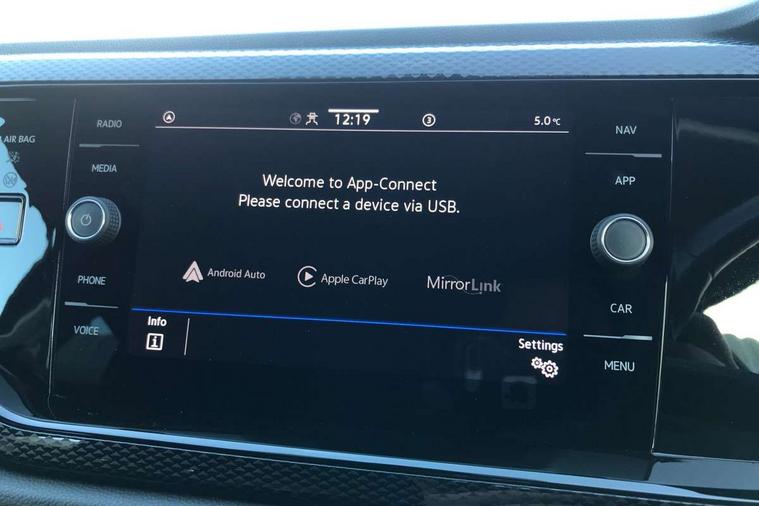 AIR BAG
RADIO
MEDIA
PHONE
VOICE
12:19
3
5.0°C
Welcome to App-Connect
Please connect a device via USB.
Android Auto
Apple CarPlay
MirrorLink
Info
i
Settings
NAV
APP
CAR
MENU